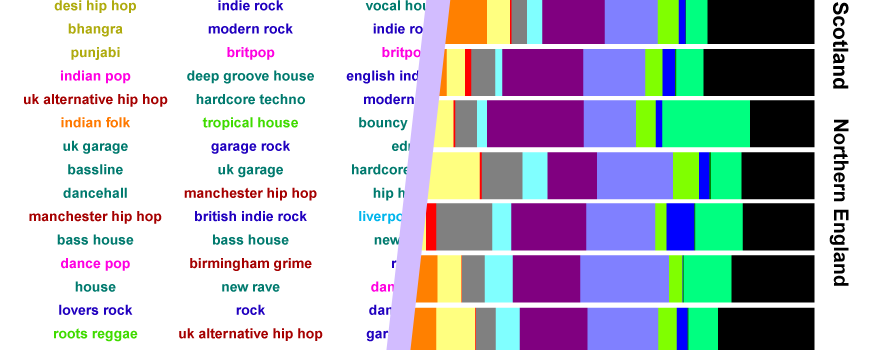 desi hip hop indie rock vocal hou
bhangra modern rock indie ro
punjabi britpop britpo
indian pop deep groove house english ind
uk alternative hip hop hardcore techno modern
indian folk tropical house bouncy
uk garage garage rock edm
bassline uk garage hardcore
dancehall manchester hip hop hip h
manchester hip hop british indie rock liverpo
bass house bass house new
dance pop birmingham grime r
house new rave dan
lovers rock rock dan
roots reggae uk alternative hip hop gar
Scotland
Northern England